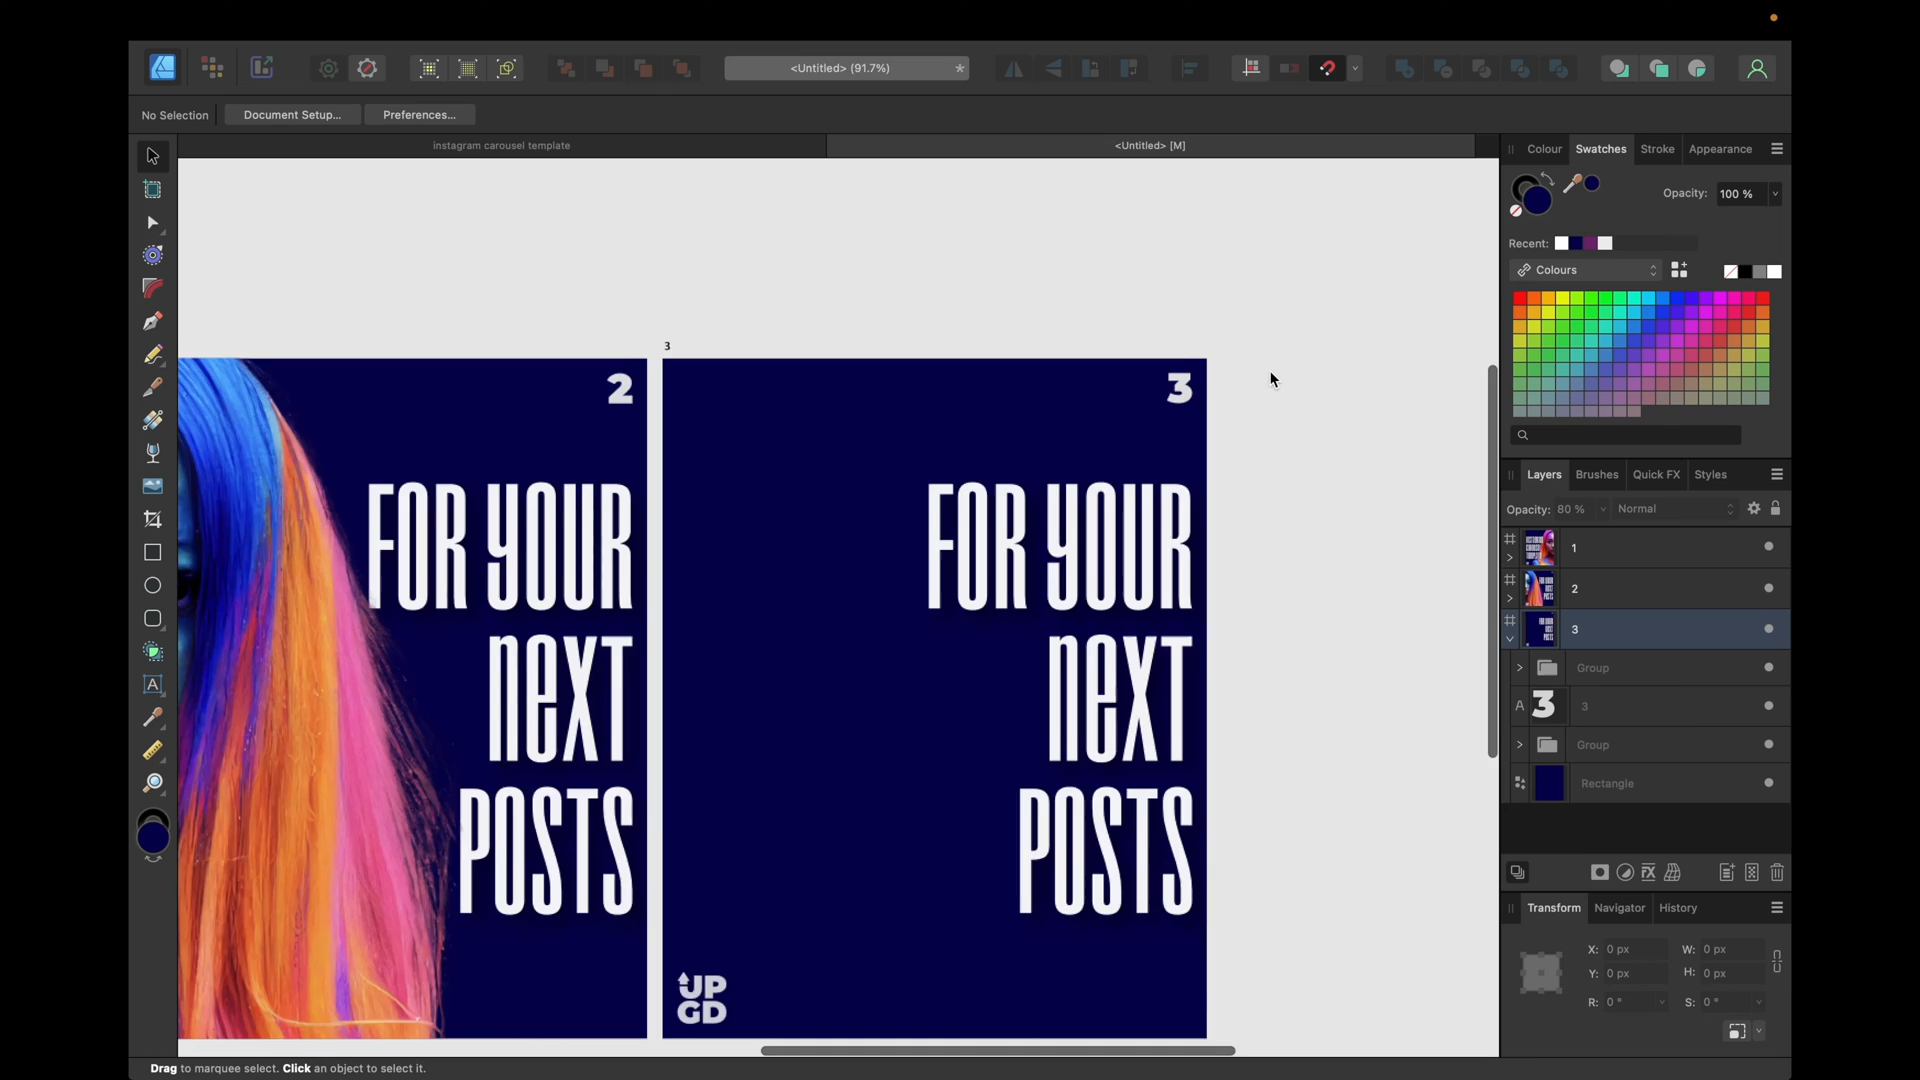 <Untitled> (91.7%)
*
No Selection
Document Setup...
Preferences...
instagram carousel template
<Untitled> [M]
Colour
Swatches
Stroke
Appearance
Opacity:
100 %
Recent:
Colours
3
2
3
FOR YOUR
NEXT
POSTS
FOR YOUR
NEXT
POSTS
UP
GD
Layers
Brushes
Quick FX
Styles
Opacity:
80 %
Normal
1
2
3
Group
A
3
3
Group
Rectangle
Transform
Navigator
History
X:
0 px
W:
0 px
Y:
0 px
H:
0 px
R:
0 °
S:
0 °
Drag to marquee select. Click an object to select it.